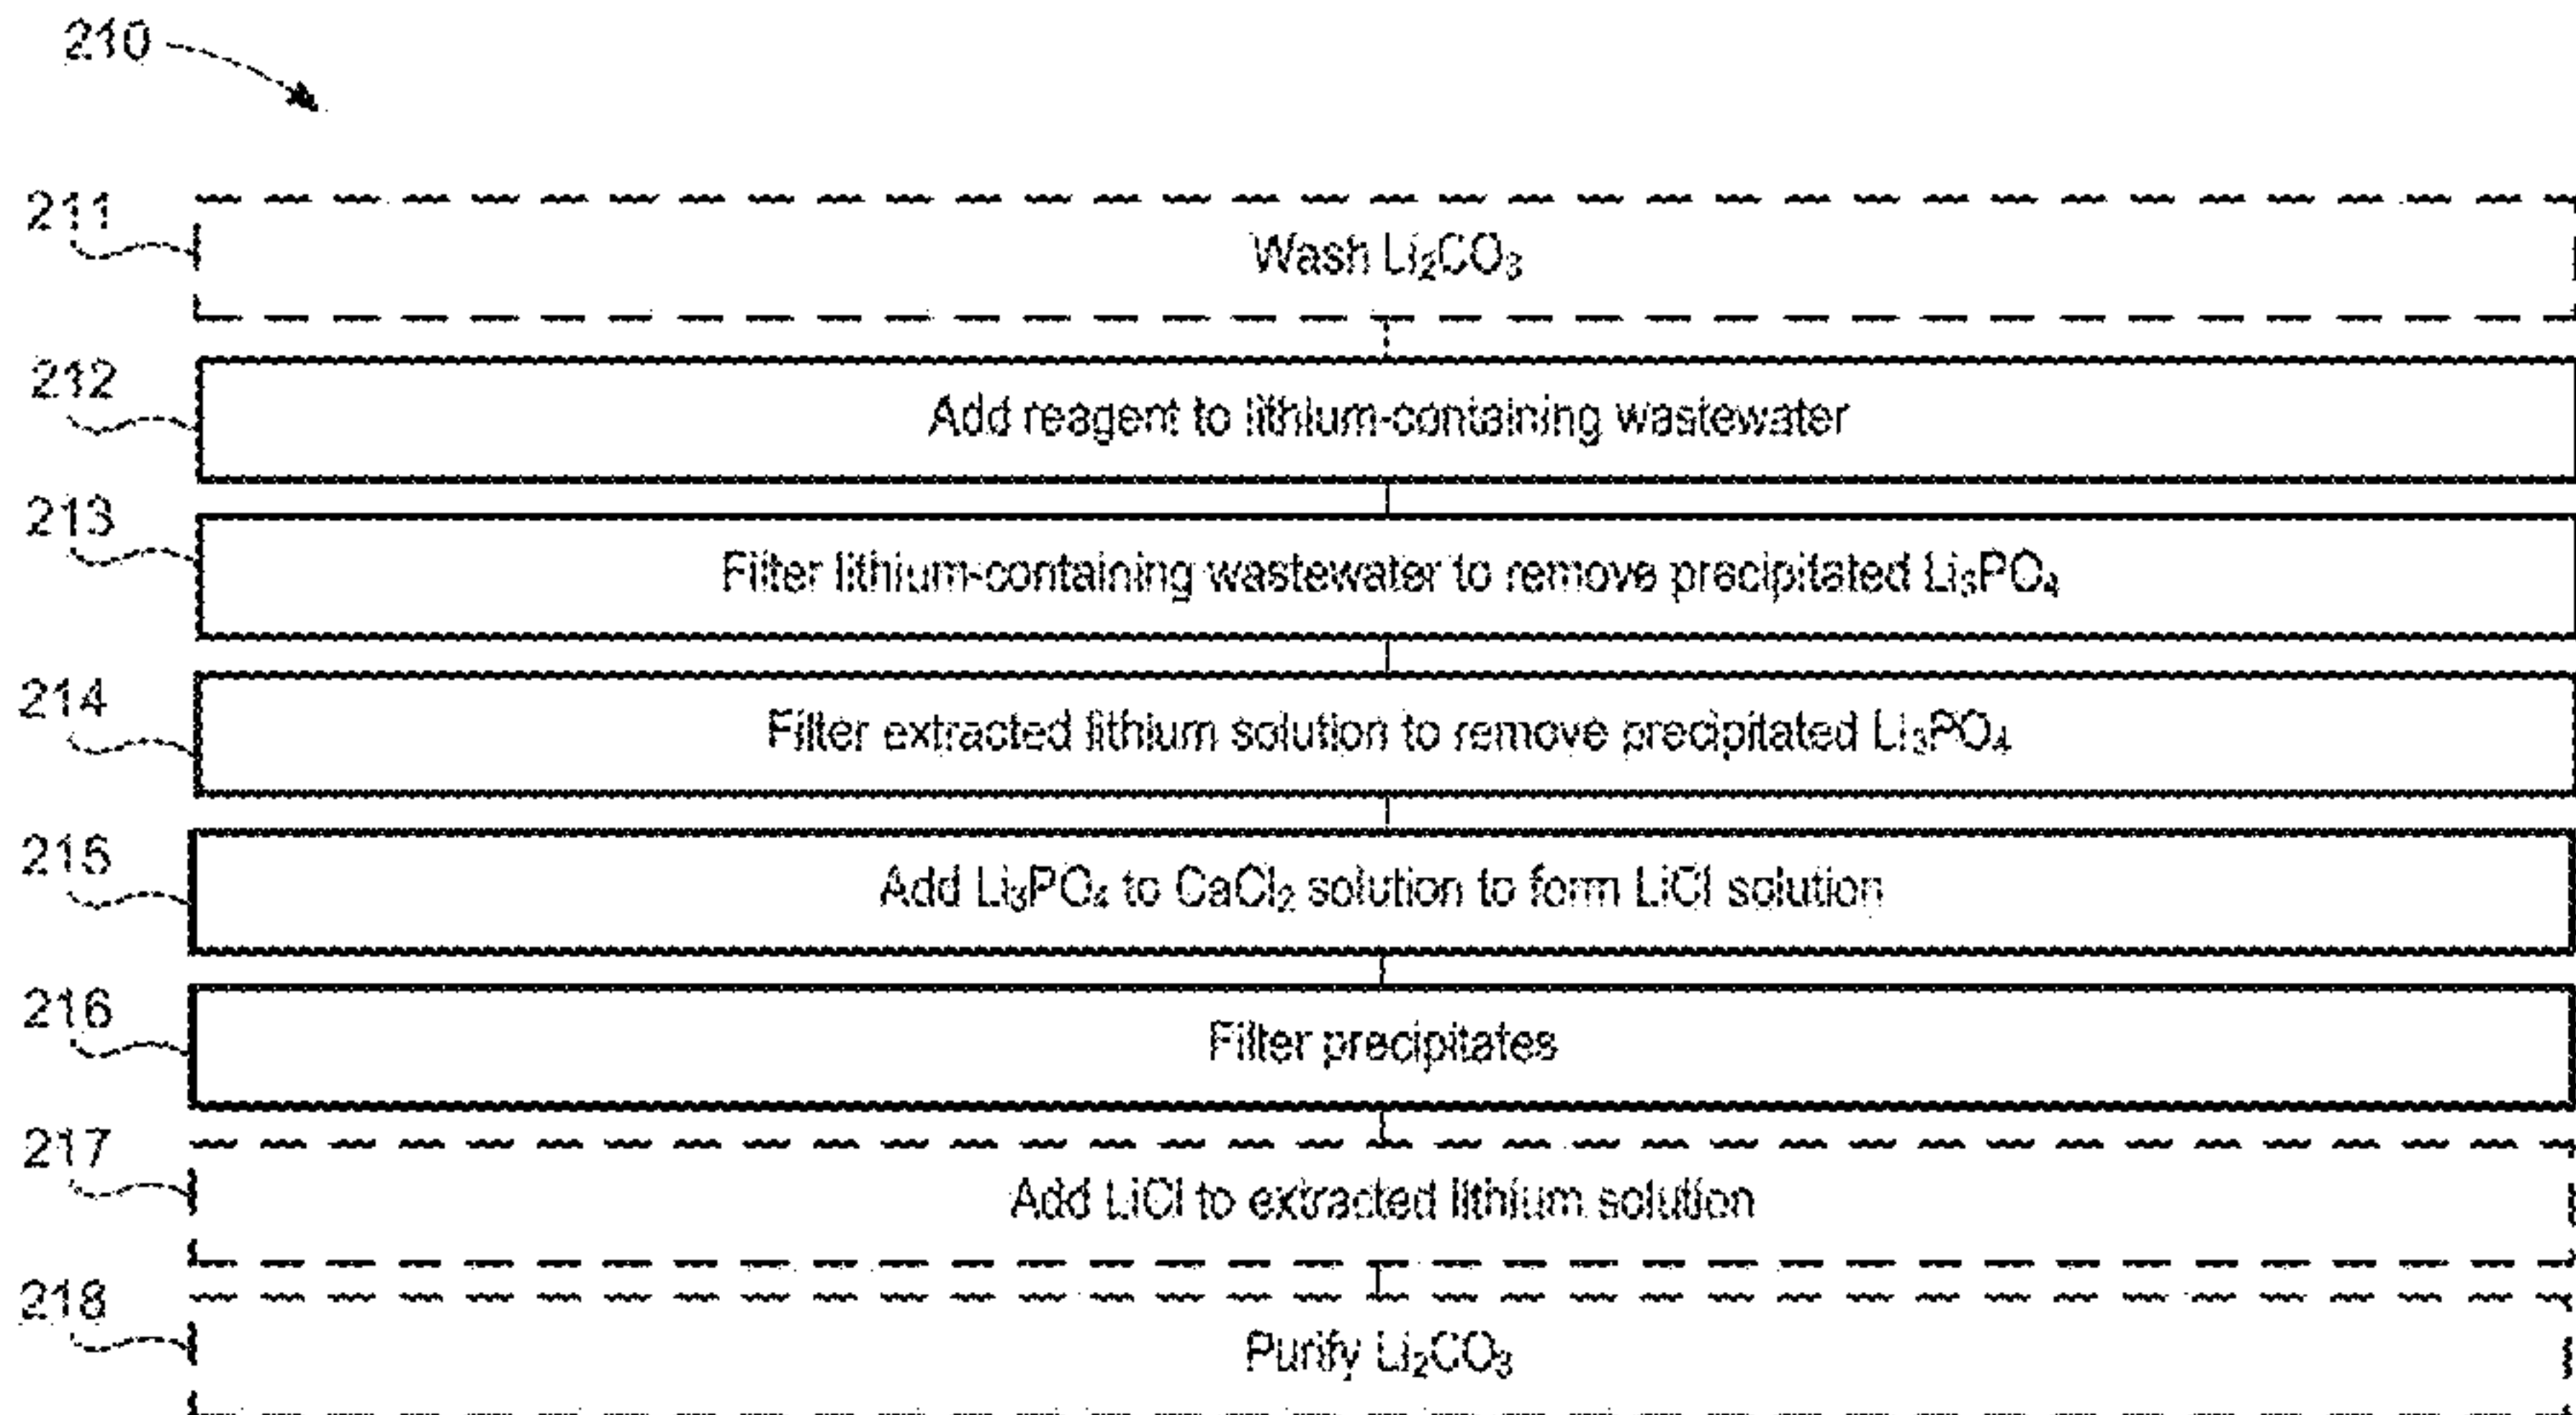 210
211
Wash Li₂CO₃
212
Add reagent to lithium-containing wastewater
213
Filter lithium-containing wastewater to remove precipitated Li₃PO₄
214
Filter extracted lithium solution to remove precipitated Li₃PO₄
215
Add Li₃PO₄ to CaCl₂ solution to form LiCl solution
216
Filter precipitates
217
Add LiCl to extracted lithium solution
218
Purify Li₂CO₃